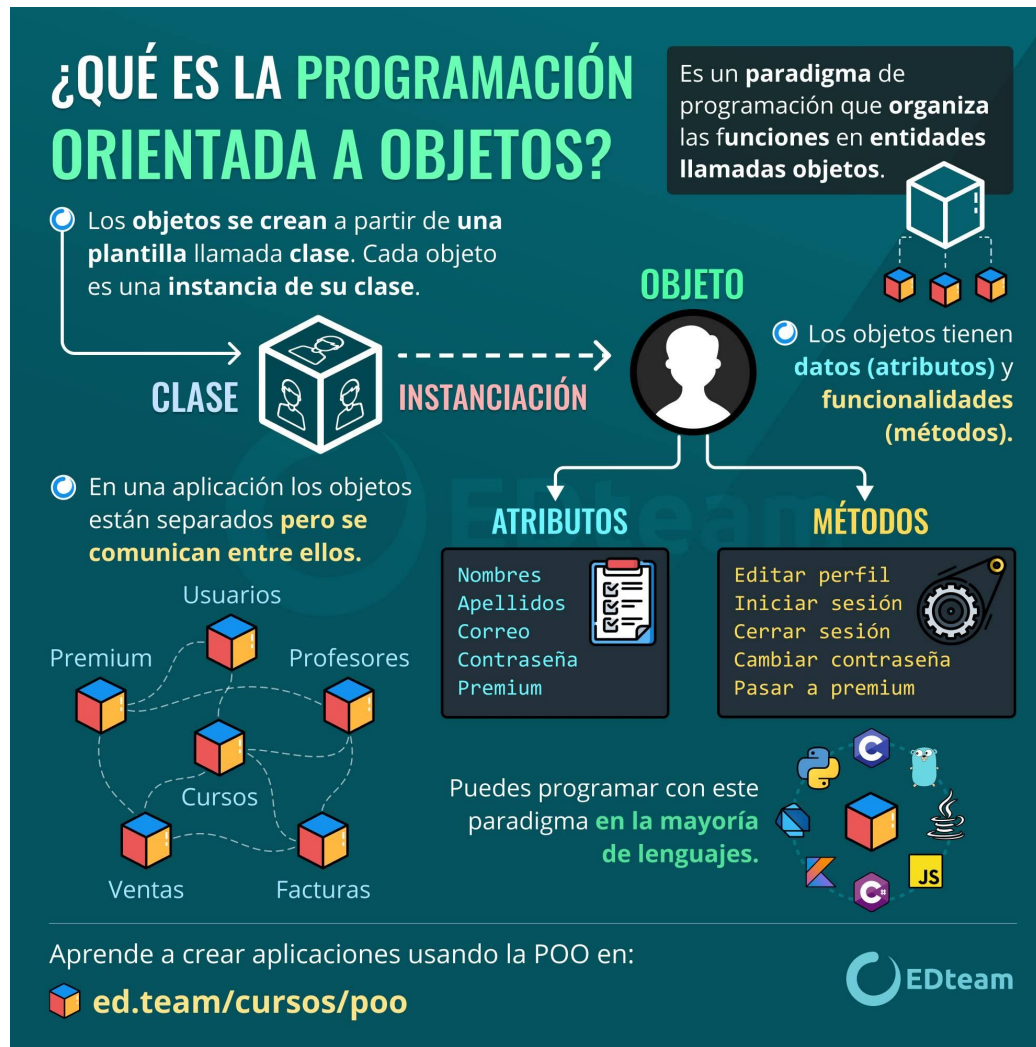 ¿QUÉ ES LA PROGRAMACIÓN
ORIENTADA A OBJETOS?
Es un paradigma de
programación que organiza
las funciones en entidades
llamadas objetos.
Los objetos se crean a partir de una
plantilla llamada clase. Cada objeto
es una instancia de su clase.
CLASE
INSTANCIACIÓN
OBJETO
Los objetos tienen
datos (atributos) y
funcionalidades
(métodos).
En una aplicación los objetos
están separados pero se
comunican entre ellos.
Usuarios
Premium
Profesores
Cursos
Ventas
Facturas
ATRIBUTOS
Nombres
Apellidos
Correo
Contraseña
Premium
MÉTODOS
Editar perfil
Iniciar sesión
Cerrar sesión
Cambiar contraseña
Pasar a premium
EDteam
Puedes programar con este
paradigma en la mayoría
de lenguajes.
C
JS
C#
Aprende a crear aplicaciones usando la POO en:
ed.team/cursos/poo
EDteam